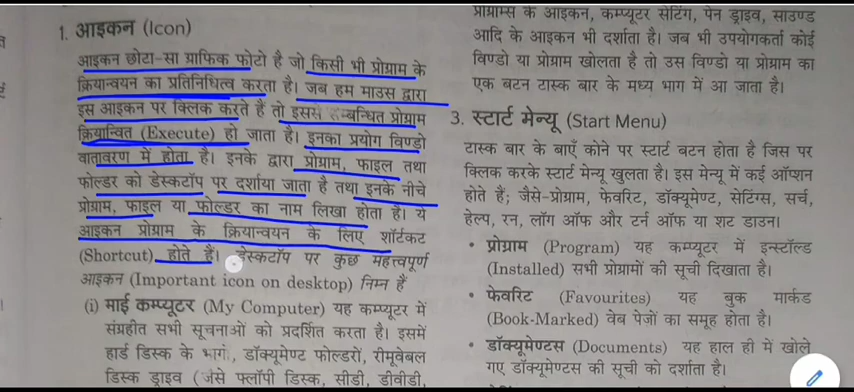 1. आइकन (Icon)
आइकन छोटा-सा ग्राफिक फोटो है जो किसी भी प्रोग्राम के
क्रियान्वयन का प्रतिनिधित्व करता है। जब हम माउस द्वारा
इस आइकन पर क्लिक करते हैं तो इससे सम्बन्धित प्रोग्राम
क्रियान्वित (Execute) हो जाता है। इनका प्रयोग विण्डो
वातावरण में होता है। इनके द्वारा प्रोग्राम, फाइल तथा
फोल्डर को डेस्कटॉप पर दर्शाया जाता है तथा इनके नीचे
प्रोग्राम, फाइल या फोल्डर का नाम लिखा होता है। ये
आइकन प्रोग्राम के क्रियान्वयन के लिए शॉर्टकट
(Shortcut) होते हैं। डेस्कटॉप पर कुछ महत्त्वपूर्ण
आइकन (Important icon on desktop) निम्न हैं
(i) माई कम्प्यूटर (My Computer) यह कम्प्यूटर में
संग्रहीत सभी सूचनाओं को प्रदर्शित करता है। इसमें
हार्ड डिस्क के भागों, डॉक्यूमेण्ट फोल्डरों, रीमूवेबल
डिस्क ड्राइव (जैसे फ्लॉपी डिस्क, सीडी, डीवीडी,
प्रोग्राम्स के आइकन, कम्प्यूटर सेटिंग, पेन ड्राइव, साउण्ड
आदि के आइकन भी दर्शाता है। जब भी उपयोगकर्ता कोई
विण्डो या प्रोग्राम खोलता है तो उस विण्डो या प्रोग्राम का
एक बटन टास्क बार के मध्य भाग में आ जाता है।
3. स्टार्ट मेन्यू (Start Menu)
टास्क बार के बाएँ कोने पर स्टार्ट बटन होता है जिस पर
क्लिक करके स्टार्ट मेन्यू खुलता है। इस मेन्यू में कई ऑप्शन
होते हैं; जैसे-प्रोग्राम, फेवरिट, डॉक्यूमेण्ट, सेटिंग्स, सर्च,
हेल्प, रन, लॉग ऑफ और टर्न ऑफ या शट डाउन।
• प्रोग्राम (Program) यह कम्प्यूटर में इन्स्टॉल्ड
(Installed) सभी प्रोग्रामों की सूची दिखाता है।
• फेवरिट (Favourites) यह बुक मार्कड
(Book-Marked) वेब पेजों का समूह होता है।
• डॉक्यूमेण्टस (Documents) यह हाल ही में खोले
गए डॉक्यूमेण्टस की सूची को दर्शाता है।